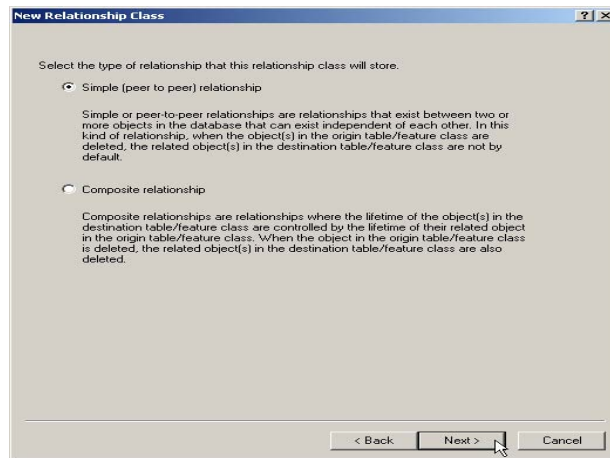 New Relationship Class
? ×
Select the type of relationship that this relationship class will store.
Simple (peer to peer) relationship
Simple or peer-to-peer relationships are relationships that exist between two or
more objects in the database that can exist independent of each other. In this
kind of relationship, when the object(s) in the origin table/feature class are
deleted, the related object(s) in the destination table/feature class are not by
default.
Composite relationship
Composite relationships are relationships where the lifetime of the object(s) in the
destination table/feature class are controlled by the lifetime of their related object
in the origin table/feature class. When the object in the origin table/feature class
is deleted, the related object(s) in the destination table/feature class are also
deleted.
< Back Next > Cancel